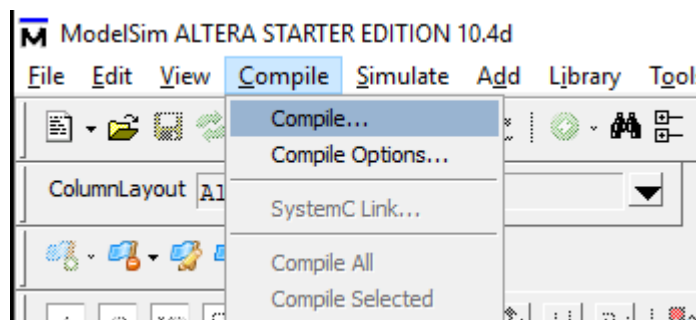 ModelSim ALTERA STARTER EDITION 10.4d
File Edit View Compile Simulate Add Library
Compile...
Compile Options...
ColumnLayout
SystemC Link...
Compile All
Compile Selected